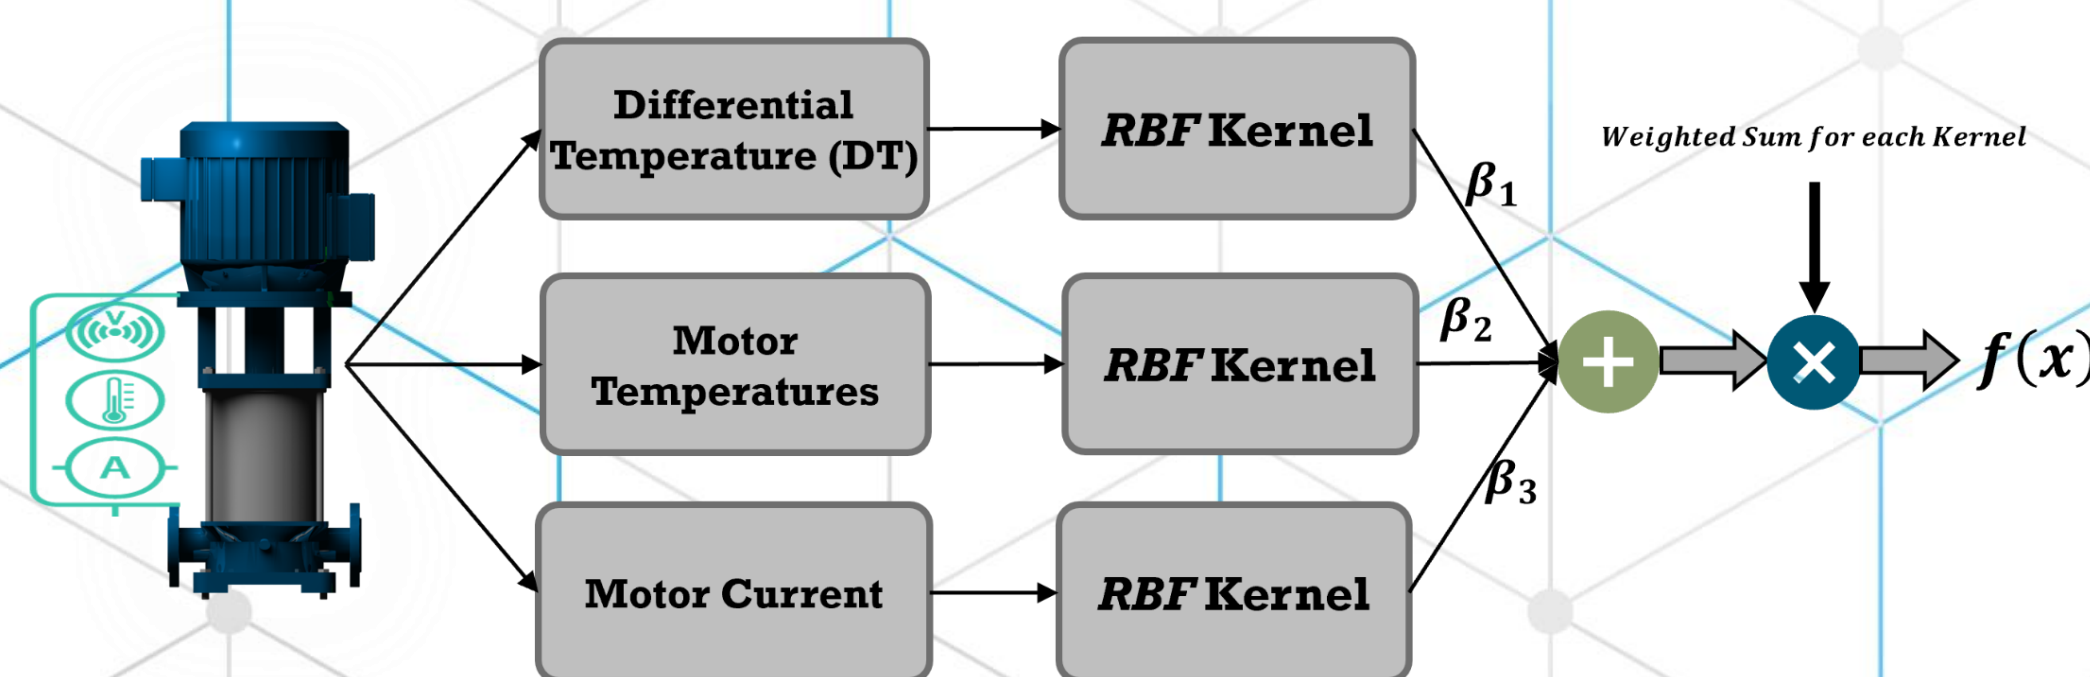 Differential
Temperature (DT)
RBF Kernel
β1
Weighted Sum for each Kernel
V
Motor
Temperatures
RBF Kernel
β2
+
×
f(x)
A
β3
Motor Current
RBF Kernel